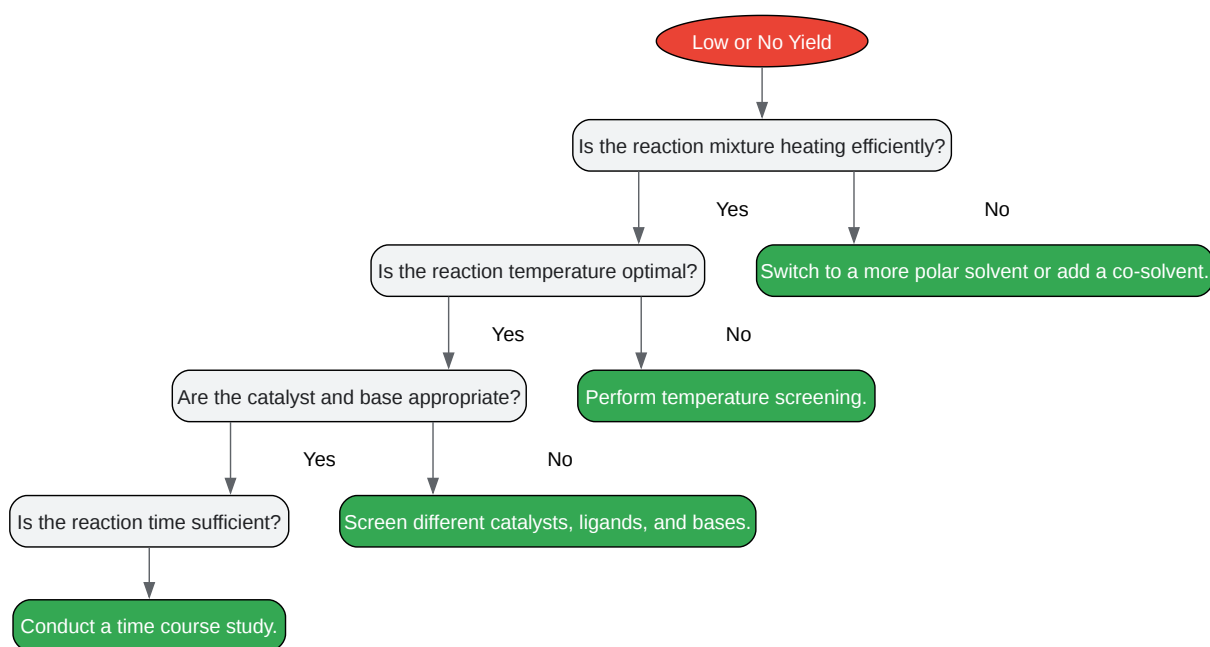 Low or No Yield
Is the reaction mixture heating efficiently?
Yes
No
Is the reaction temperature optimal?
Switch to a more polar solvent or add a co-solvent.
Yes
No
Are the catalyst and base appropriate?
Perform temperature screening.
Yes
No
Is the reaction time sufficient?
Screen different catalysts, ligands, and bases.
Conduct a time course study.